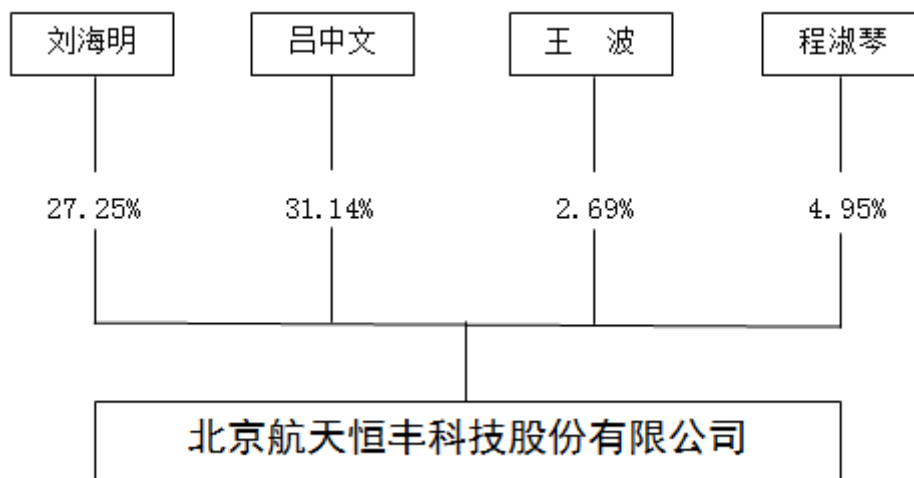 刘海明 吕中文 王 波 程淑琴
27.25% 31.14% 2.69% 4.95%
北京航天恒丰科技股份有限公司